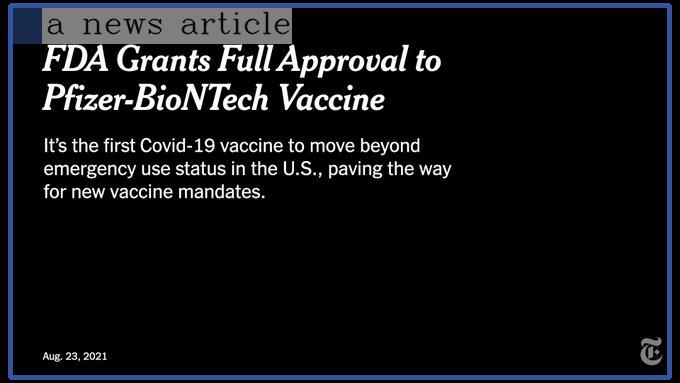 a news article
FDA Grants Full Approval to
Pfizer-BioNTech Vaccine
It's the first Covid-19 vaccine to move beyond
emergency use status in the U.S., paving the way
for new vaccine mandates.
Aug. 23, 2021
T